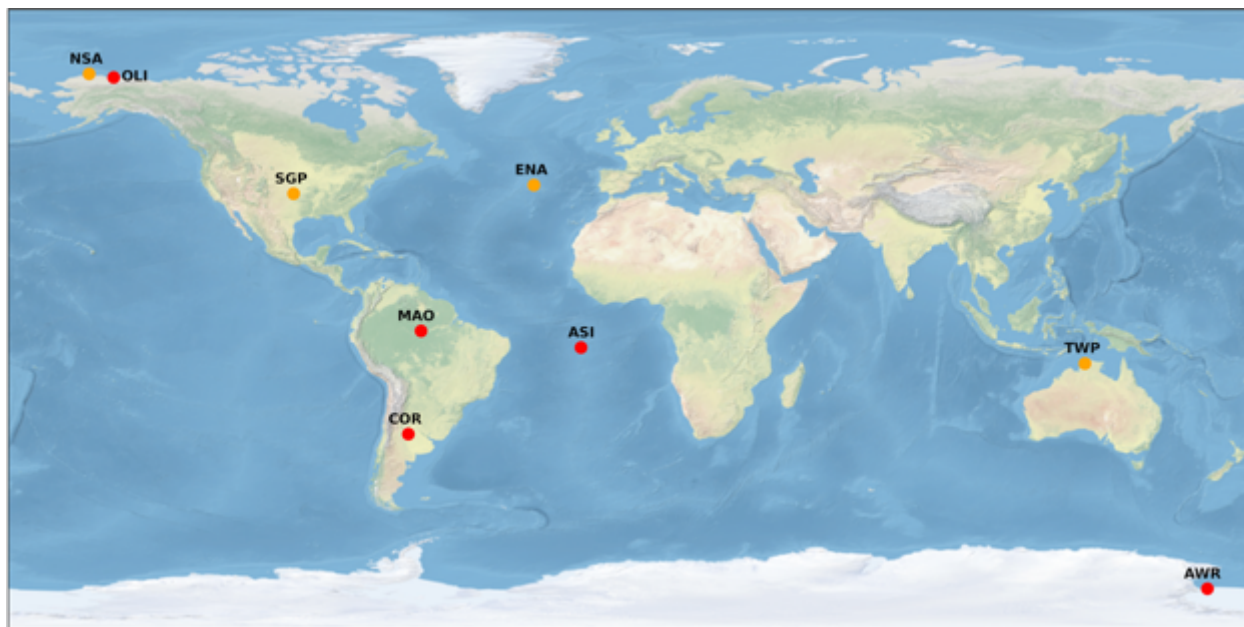 NSA
OLI
SGP
ENA
MAO
ASI
TWP
COR
AWR